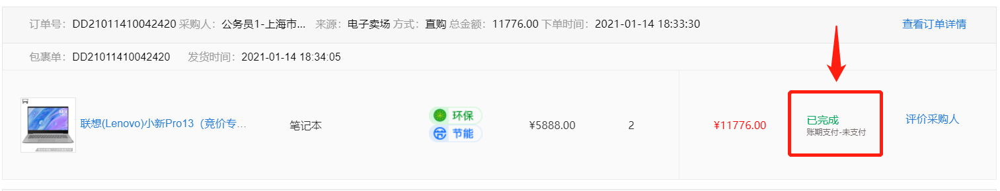 订单号：DD21011410042420 采购人：公务员1-上海市... 来源：电子卖场 方式：直购 总金额：11776.00 下单时间：2021-01-14 18:33:30 查看订单详情
包裹单：DD21011410042420 发货时间：2021-01-14 18:34:05
联想(Lenovo)小新Pro13（竞价专... 笔记本 环保 ¥5888.00 2 ¥11776.00 已完成 评价采购人
节能 账期支付-未支付